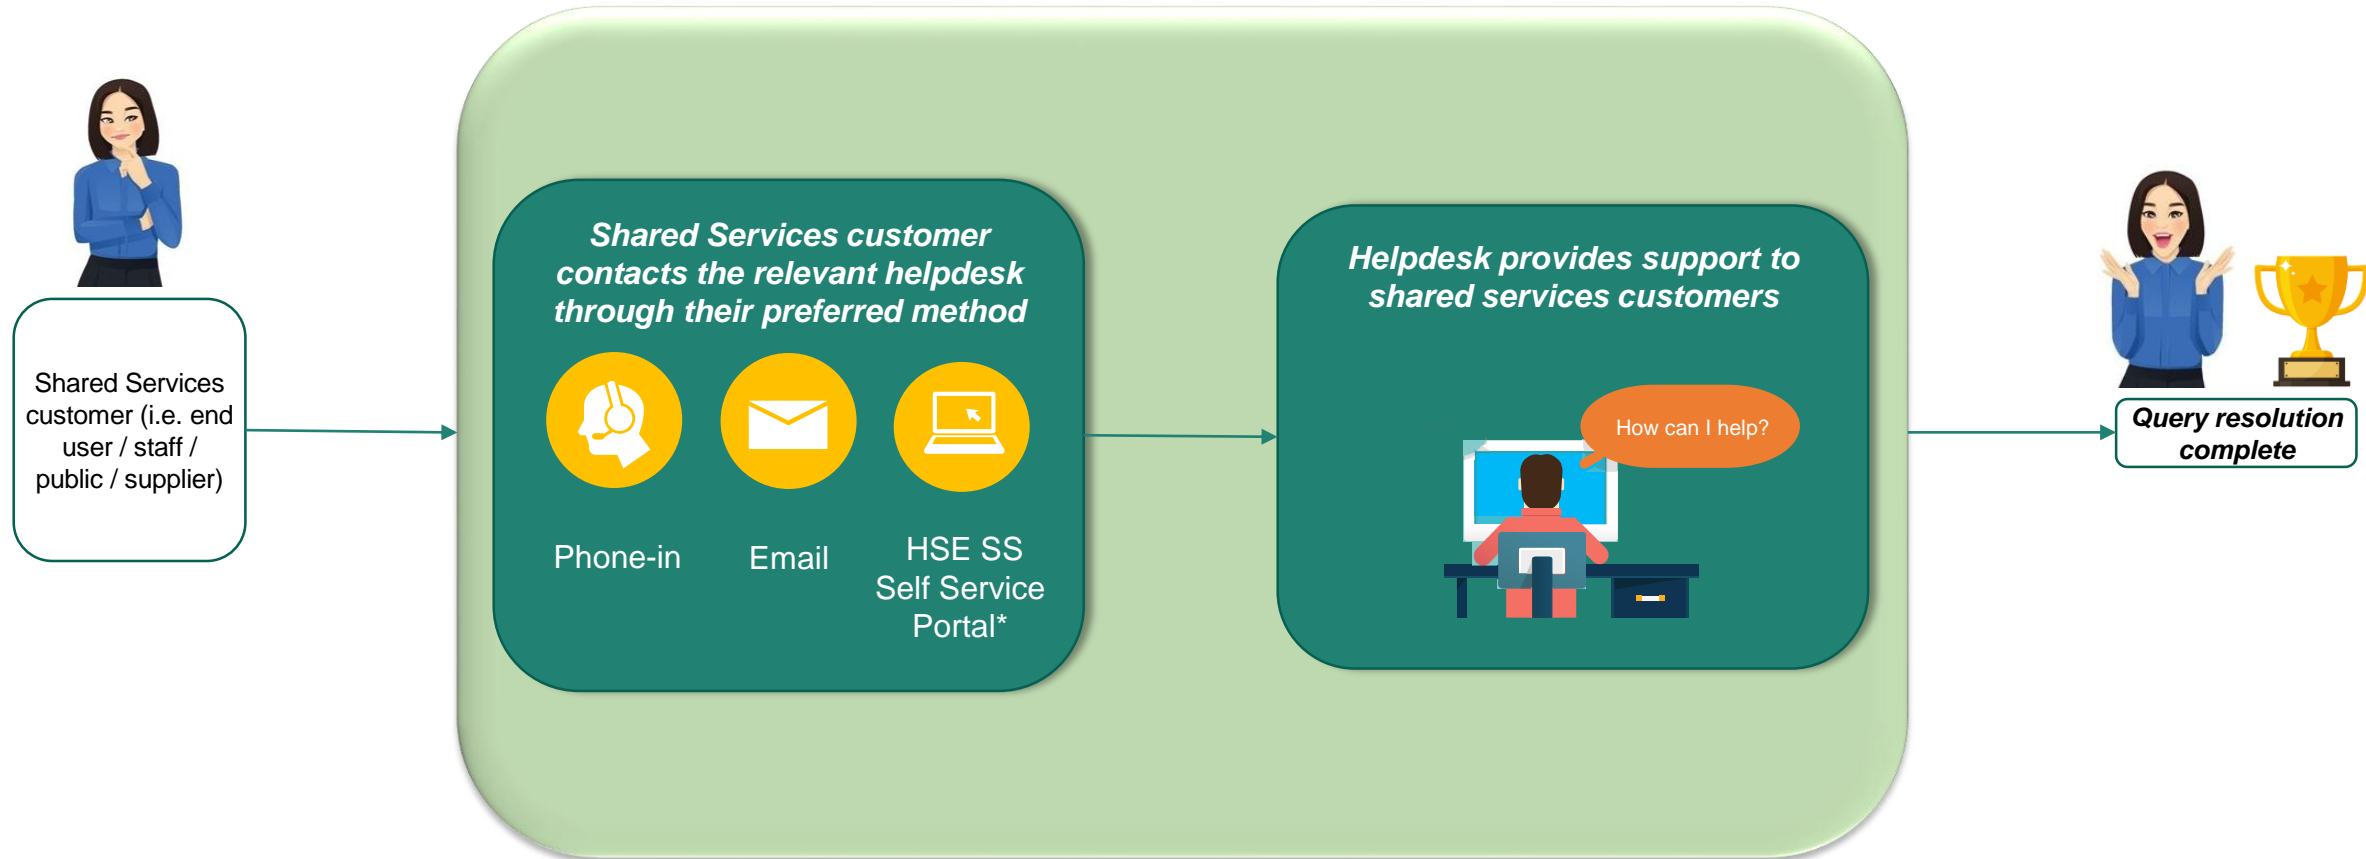 Shared Services
customer (i.e. end
user / staff /
public / supplier)
Shared Services customer
contacts the relevant helpdesk
through their preferred method
Phone-in
Email
HSE SS
Self Service
Portal*
Helpdesk provides support to
shared services customers
How can I help?
Query resolution
complete